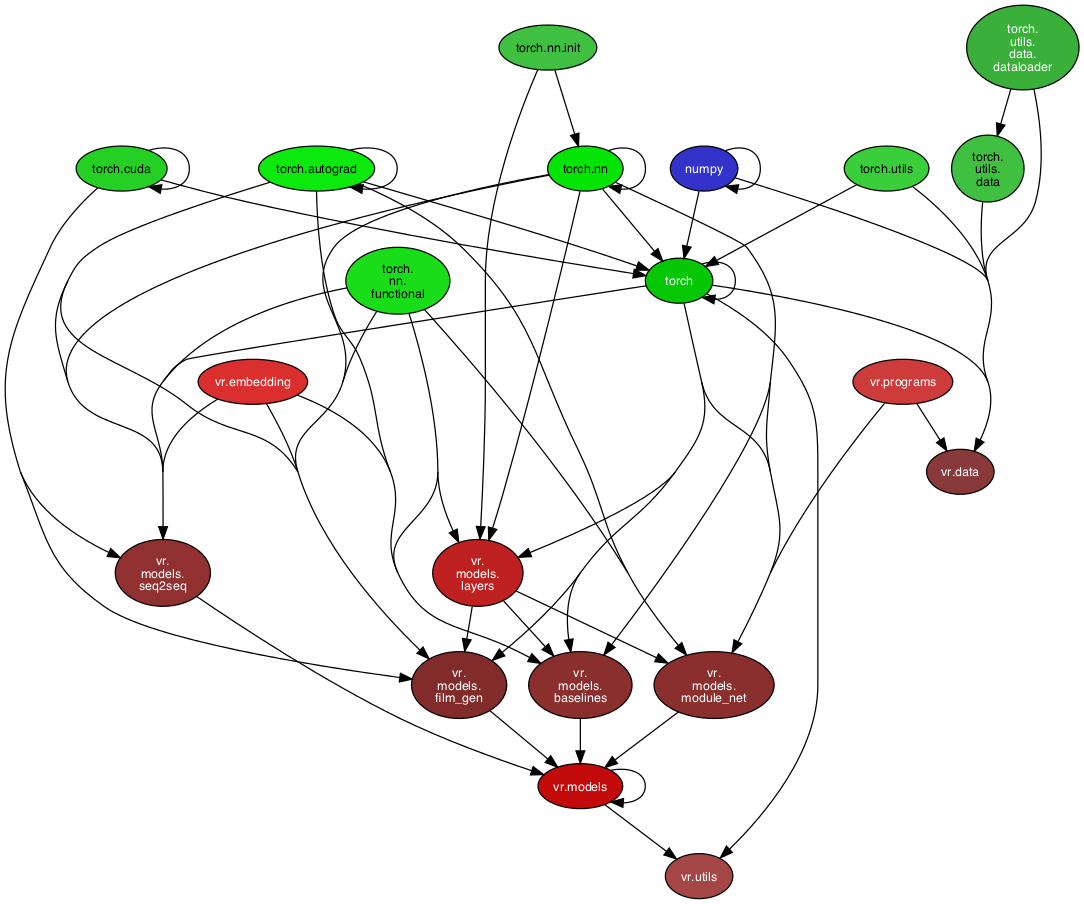 torch.nn.init
torch.
utils.
data.
dataloader
torch.cuda
torch.autograd
torch.nn
numpy
torch.utils
torch.
utils.
data
torch.
nn.
functional
torch
vr.embedding
vr.programs
vr.data
vr.
models.
seq2seq
vr.
models.
layers
vr.
models.
film_gen
vr.
models.
baselines
vr.
models.
module_net
vr.models
vr.utils